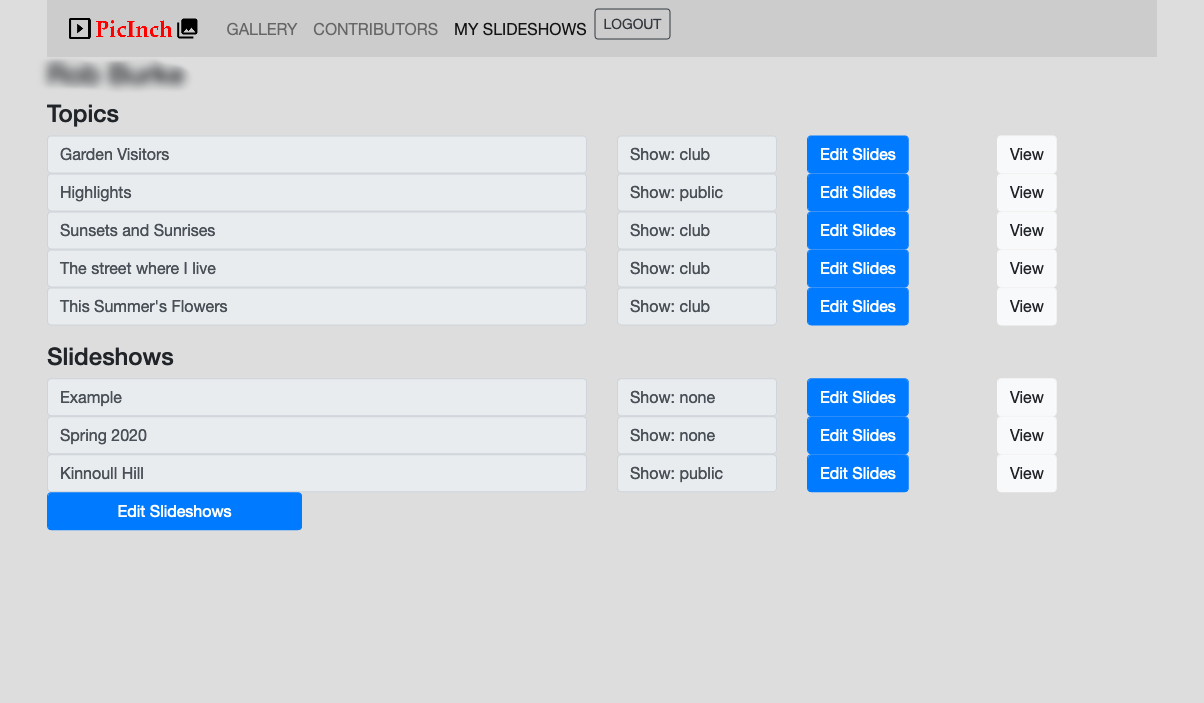 PicInch GALLERY CONTRIBUTORS MY SLIDESHOWS LOGOUT
Topics
Garden Visitors Show: club Edit Slides View
Highlights Show: public Edit Slides View
Sunsets and Sunrises Show: club Edit Slides View
The street where I live Show: club Edit Slides View
This Summer's Flowers Show: club Edit Slides View
Slideshows
Example Show: none Edit Slides View
Spring 2020 Show: none Edit Slides View
Kinnoull Hill Show: public Edit Slides View
Edit Slideshows